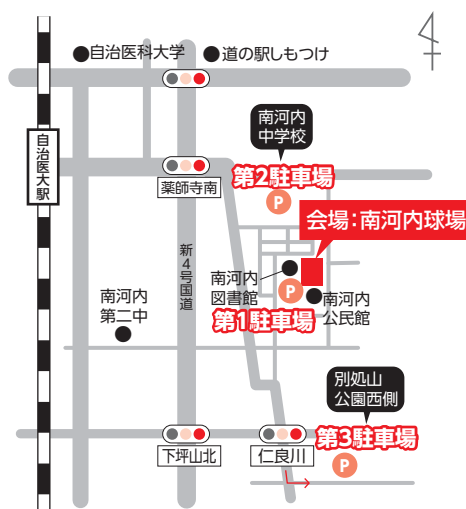 自治医科大学
道の駅しもつけ
南河内
中学校
自治医大駅
第2駐車場
P
薬師寺南
会場：南河内球場
新4号国道
南河内
図書館
P
南河内
公民館
第1駐車場
南河内
第二中
別処山
公園西側
第3駐車場
P
下坪山北
仁良川
4